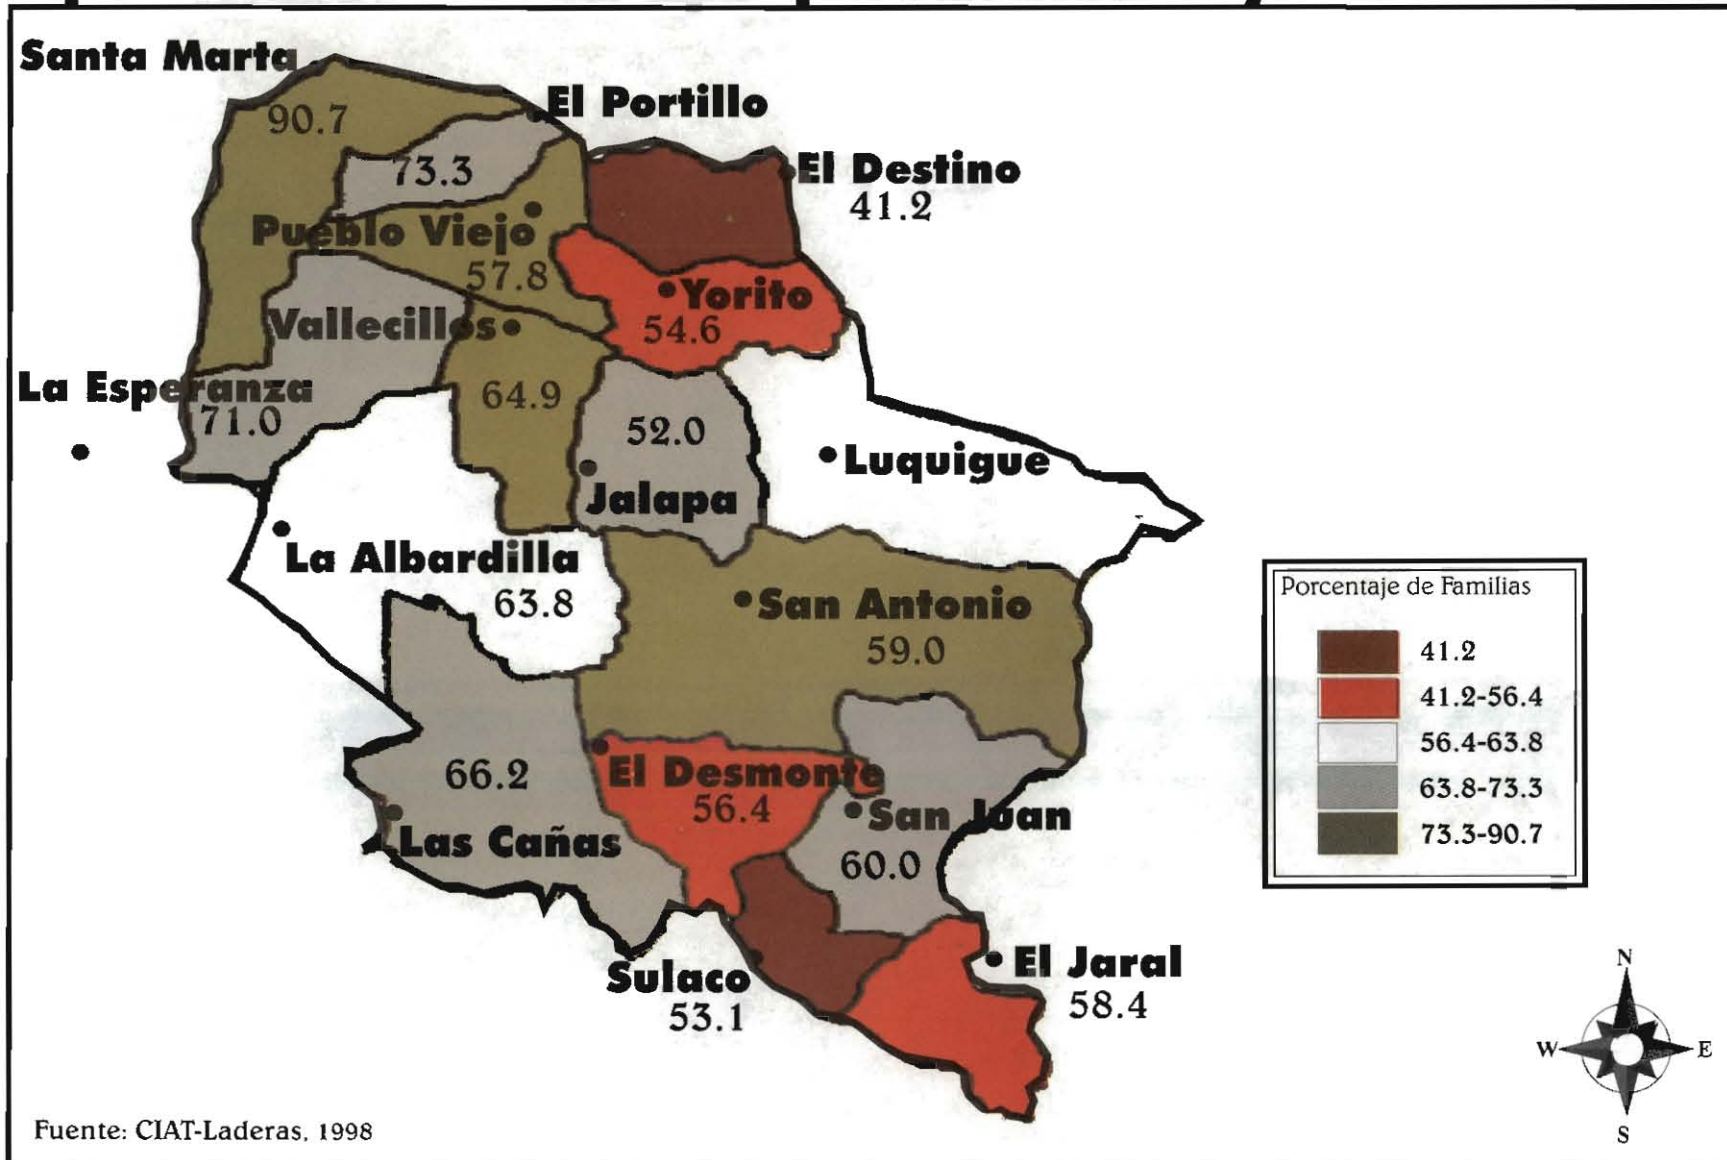 Santa Marta
90.7
El Portillo
73.3
El Destino
41.2
Pueblo Viejo
57.8
Yorito
54.6
Vallecillos
64.9
La Esperanza
71.0
52.0
Jalapa
Luquigue
La Albardilla
63.8
San Antonio
59.0
66.2
Las Cañas
El Desmonte
56.4
San Juan
60.0
Sulaco
53.1
El Jaral
58.4
Porcentaje de Familias
41.2
41.2-56.4
56.4-63.8
63.8-73.3
73.3-90.7
N
W
E
S
Fuente: CIAT-Laderas, 1998